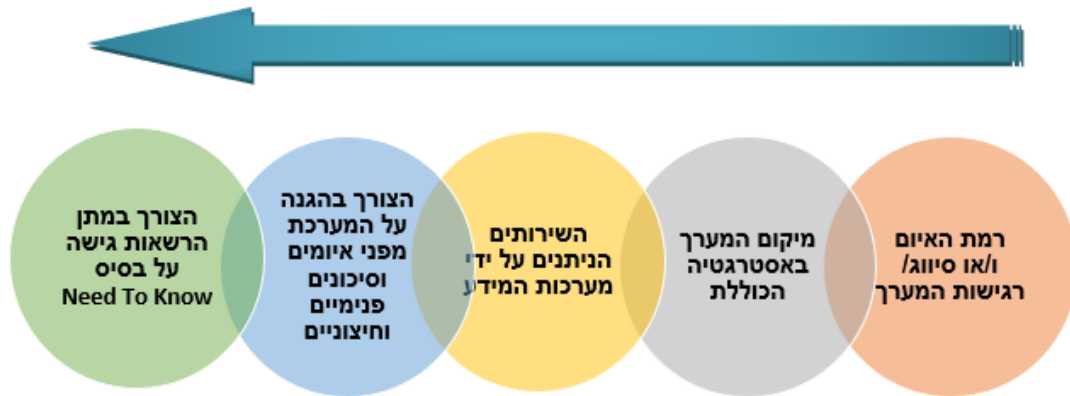 רמת האיום
ו/או סיווג/
רגישות המערך
מיקום המערך
באסטרגטיה
הכוללת
השירותים
הניתנים על ידי
מערכות המידע
הצורך בהגנה
על המערכת
מפני איומים
וסיכונים
פנימיים
וחיצוניים
הצורך במתן
הרשאות גישה
על בסיס
Need To Know